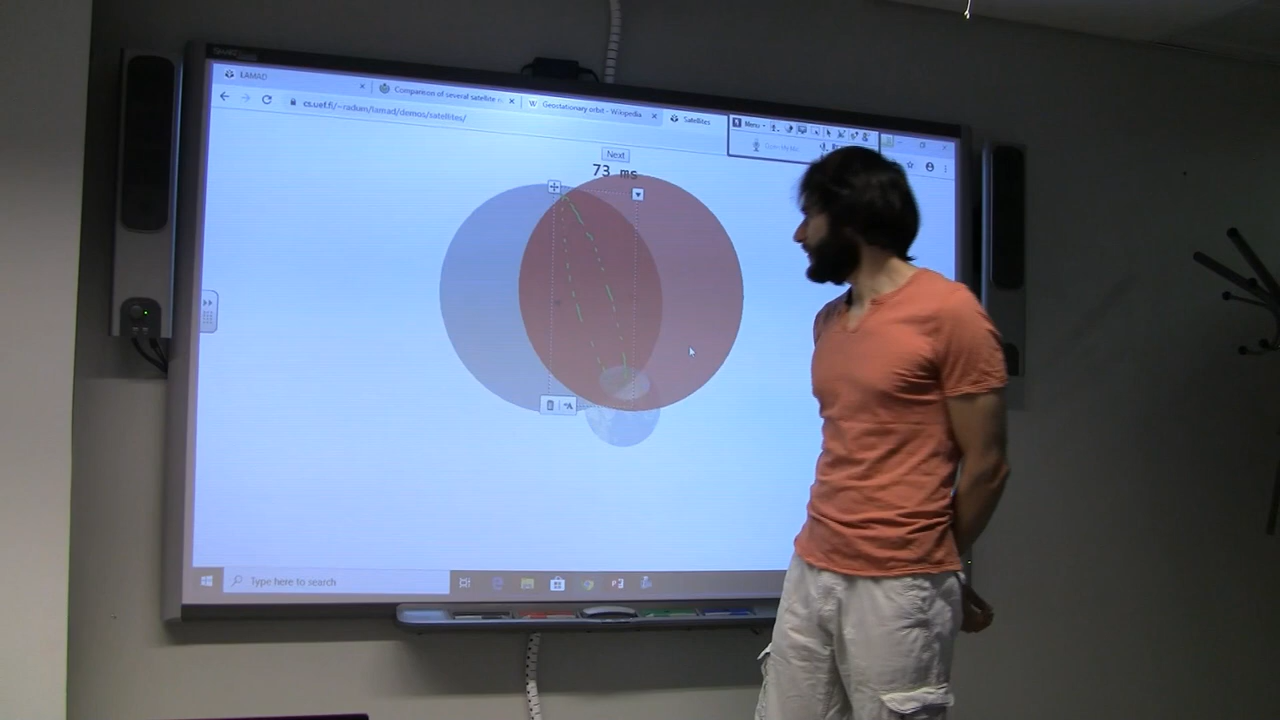 LAMAD
Comparison of several satellite n
Geostationary orbit - Wikipedia
Satellites
cs.uef.fi/~radium/lamad/demos/satellites/
Menu
Next
73 ms
Type here to search